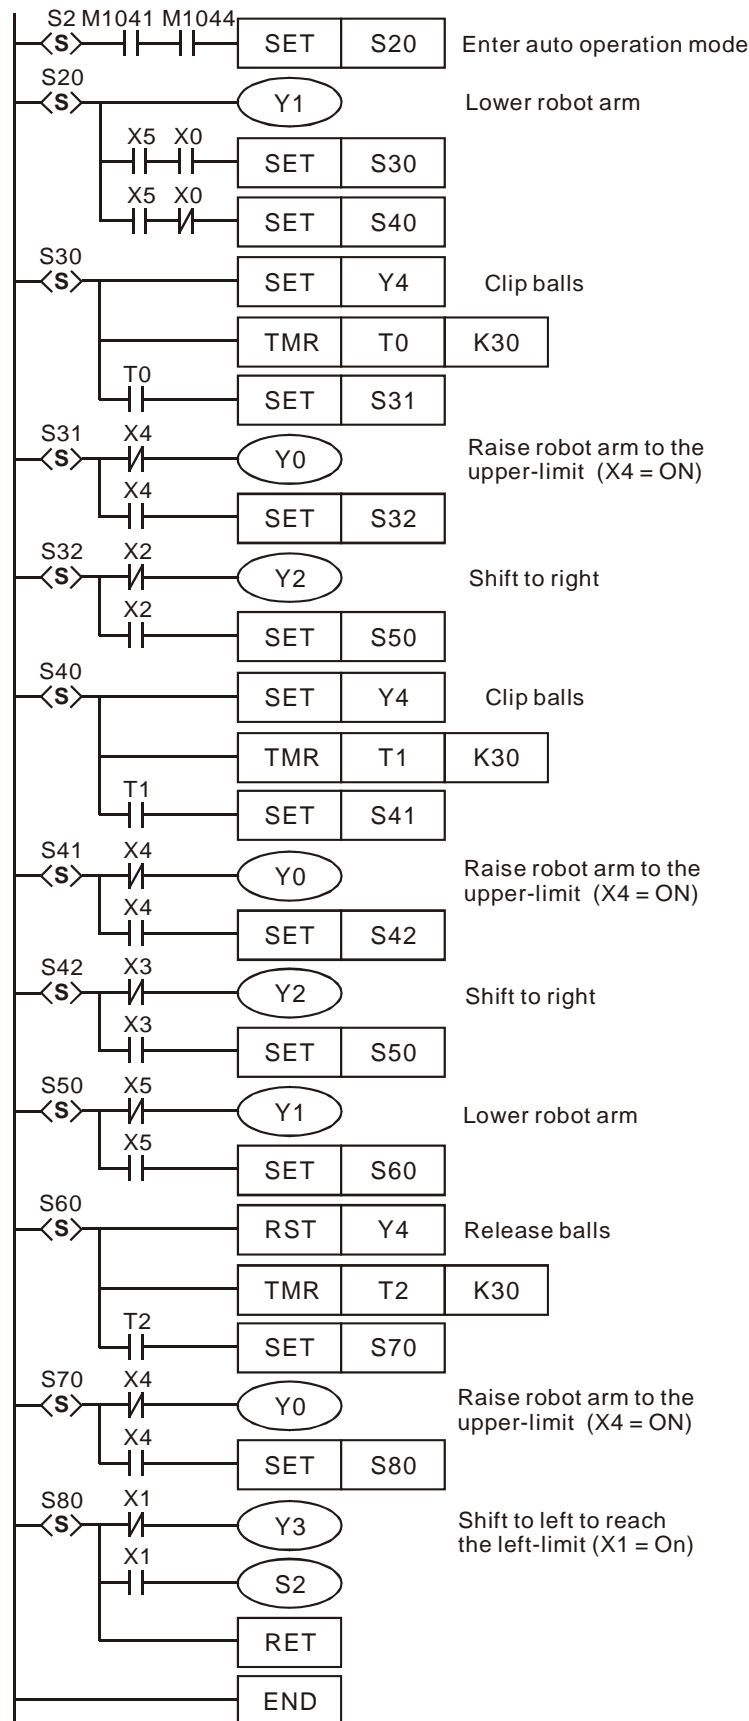 S2 M1041 M1044
S SET S20 Enter auto operation mode
S20
S Y1 Lower robot arm
X5 X0
SET S30
X5 X0
SET S40
S30
S SET Y4 Clip balls
TMR T0 K30
T0
SET S31
S31 X4
S Y0 Raise robot arm to the
upper-limit (X4 = ON)
X4
SET S32
S32 X2
S Y2 Shift to right
X2
SET S50
S40
S SET Y4 Clip balls
TMR T1 K30
T1
SET S41
S41 X4
S Y0 Raise robot arm to the
upper-limit (X4 = ON)
X4
SET S42
S42 X3
S Y2 Shift to right
X3
SET S50
S50 X5
S Y1 Lower robot arm
X5
SET S60
S60
S RST Y4 Release balls
TMR T2 K30
T2
SET S70
S70 X4
S Y0 Raise robot arm to the
upper-limit (X4 = ON)
X4
SET S80
S80 X1
S Y3 Shift to left to reach
the left-limit (X1 = On)
X1
S2
RET
END